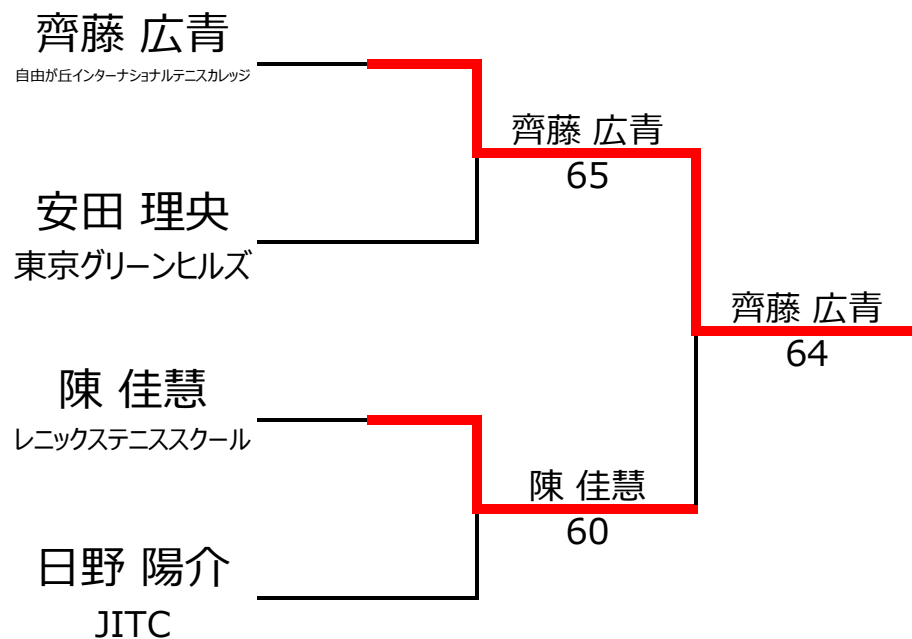 齊藤 広青
自由が丘インターナショナルテニスカレッジ
安田 理央
東京グリーンヒルズ
陳 佳慧
レニックステニススクール
日野 陽介
JITC
齊藤 広青
65
陳 佳慧
60
齊藤 広青
64